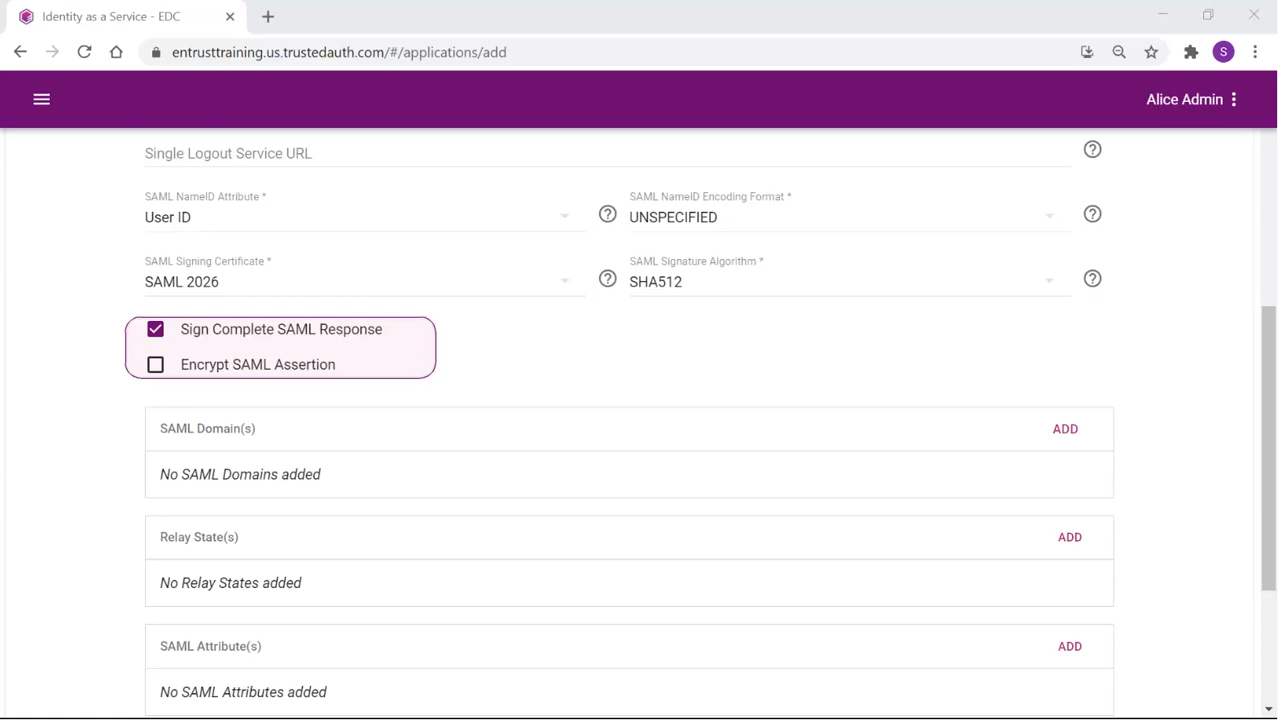 Identity as a Service - EDC
entrusttraining.us.trustedauth.com/#/applications/add
S
Alice Admin
Single Logout Service URL
SAML NameID Attribute *
SAML NameID Encoding Format *
User ID
UNSPECIFIED
SAML Signing Certificate *
SAML Signature Algorithm *
SAML 2026
SHA512
Sign Complete SAML Response
Encrypt SAML Assertion
SAML Domain(s)
ADD
No SAML Domains added
Relay State(s)
ADD
No Relay States added
SAML Attribute(s)
ADD
No SAML Attributes added